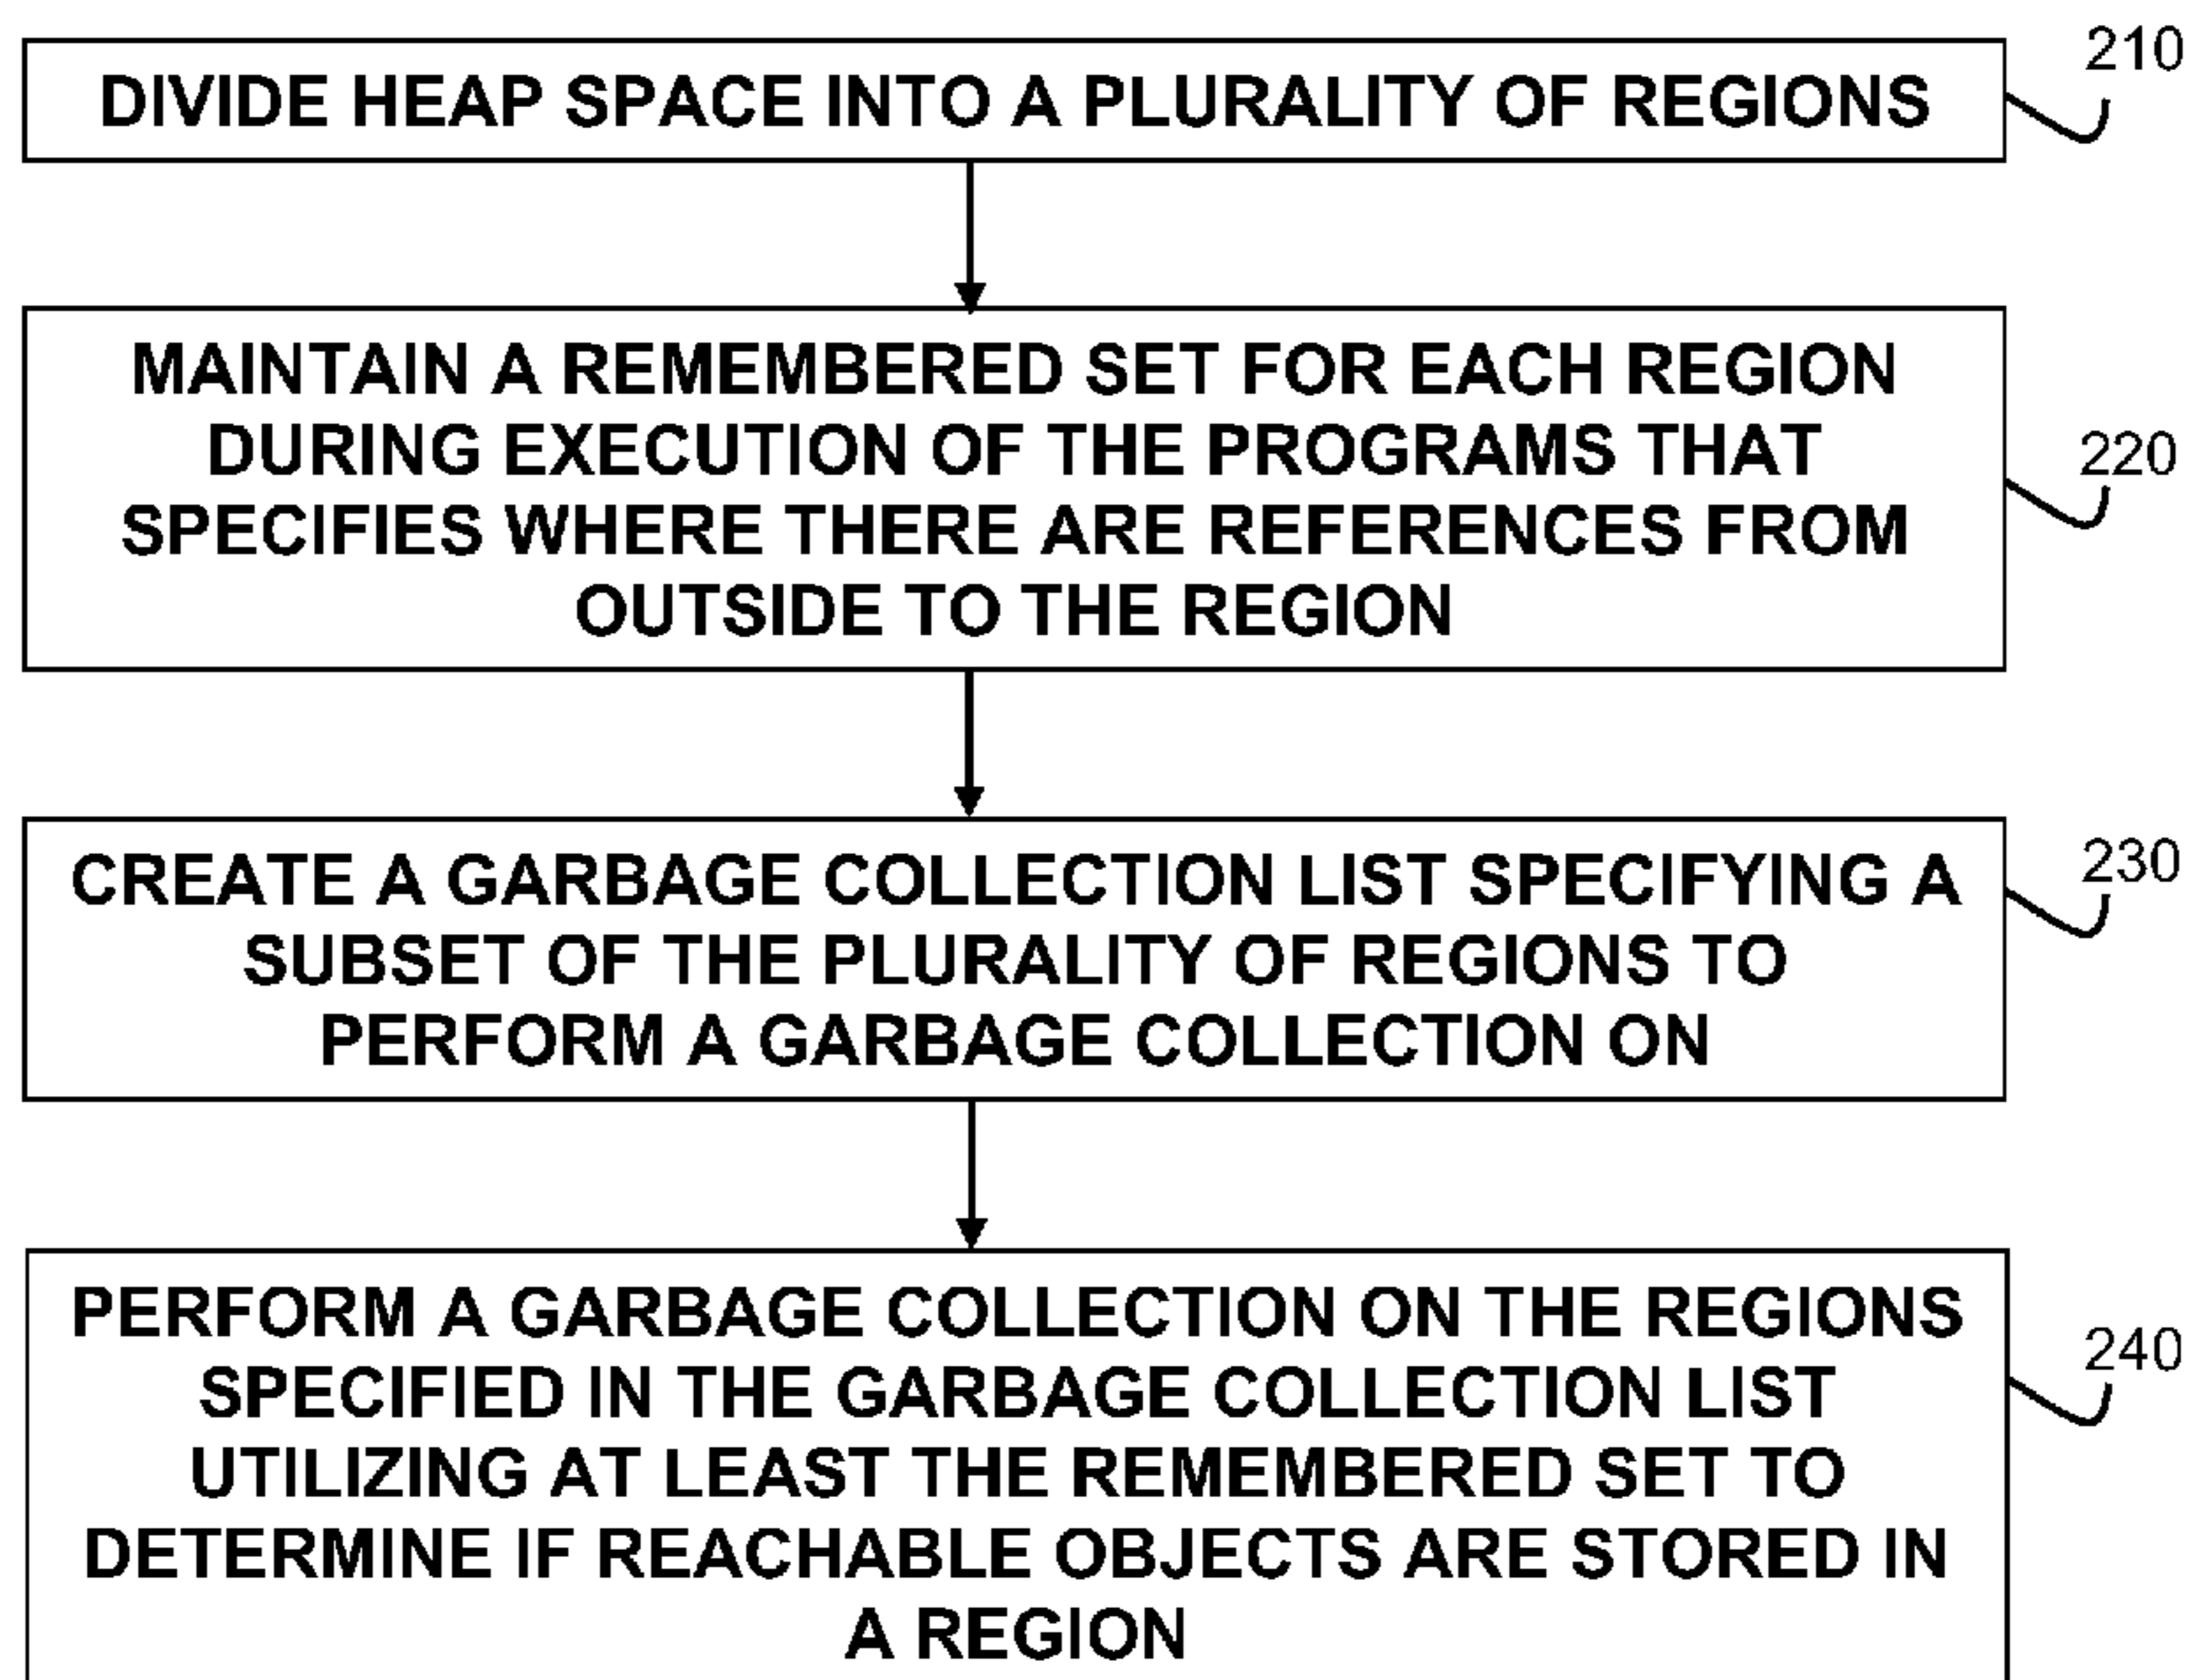 DIVIDE HEAP SPACE INTO A PLURALITY OF REGIONS
210
MAINTAIN A REMEMBERED SET FOR EACH REGION
DURING EXECUTION OF THE PROGRAMS THAT
SPECIFIES WHERE THERE ARE REFERENCES FROM
OUTSIDE TO THE REGION
220
CREATE A GARBAGE COLLECTION LIST SPECIFYING A
SUBSET OF THE PLURALITY OF REGIONS TO
PERFORM A GARBAGE COLLECTION ON
230
PERFORM A GARBAGE COLLECTION ON THE REGIONS
SPECIFIED IN THE GARBAGE COLLECTION LIST
UTILIZING AT LEAST THE REMEMBERED SET TO
DETERMINE IF REACHABLE OBJECTS ARE STORED IN
A REGION
240